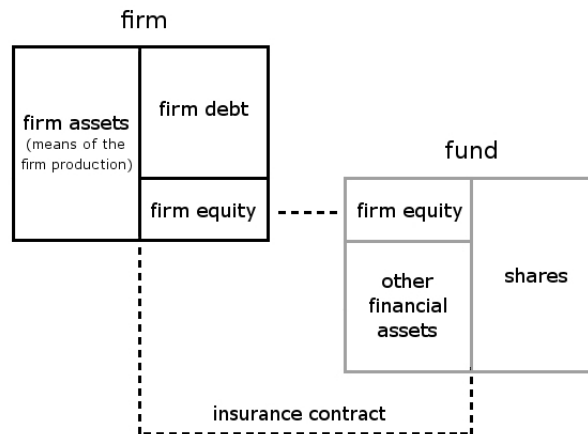 firm
firm assets
(means of the
firm production)
firm debt
firm equity
fund
firm equity
other
financial
assets
shares
insurance contract